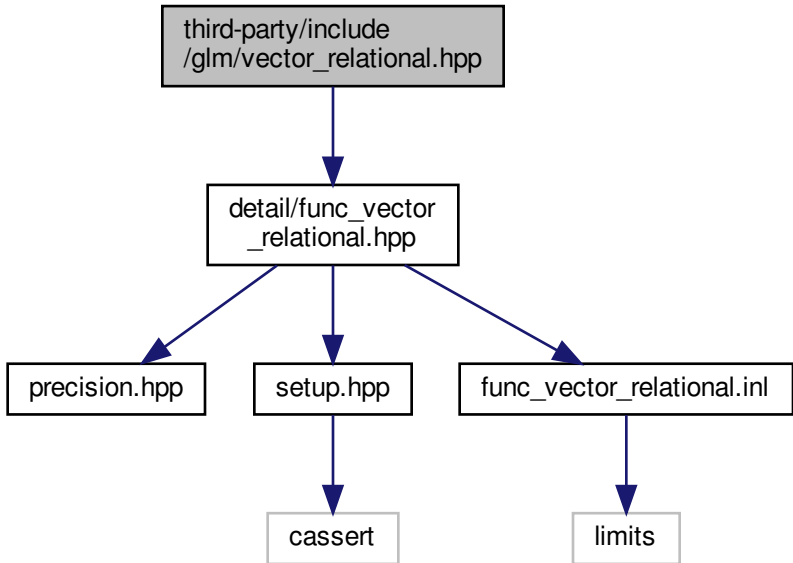 third-party/include
/glm/vector_relational.hpp
detail/func_vector
_relational.hpp
precision.hpp
setup.hpp
func_vector_relational.inl
cassert
limits